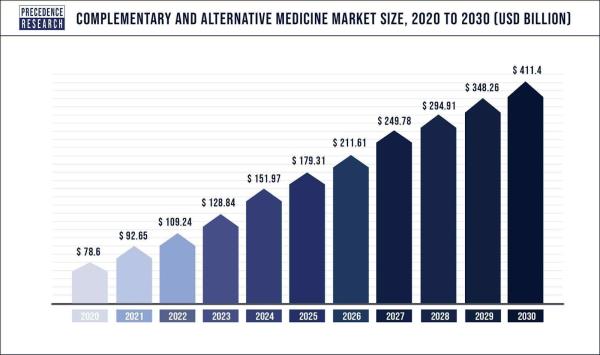 PRECEDENCE
RESEARCH
COMPLEMENTARY AND ALTERNATIVE MEDICINE MARKET SIZE, 2020 TO 2030 (USD BILLION)
$ 78.6
$ 92.65
$ 109.24
$ 128.84
$ 151.97
$ 179.31
$ 211.61
$ 249.78
$ 294.91
$ 348.26
$ 411.4
2020 2021 2022 2023 2024 2025 2026 2027 2028 2029 2030